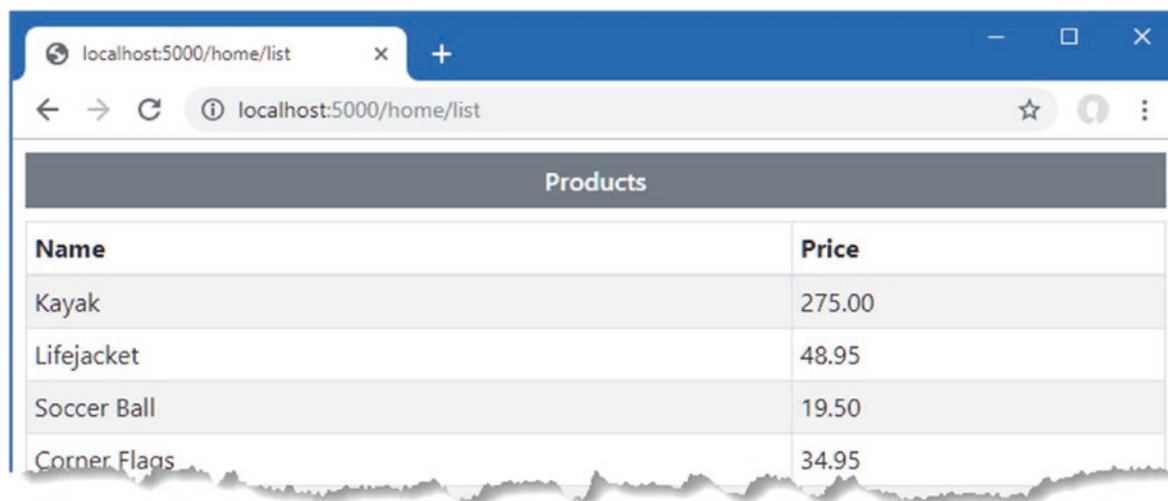 localhost:5000/home/list
localhost:5000/home/list
Products
Name Price
Kayak 275.00
Lifejacket 48.95
Soccer Ball 19.50
Corner Flags 34.95